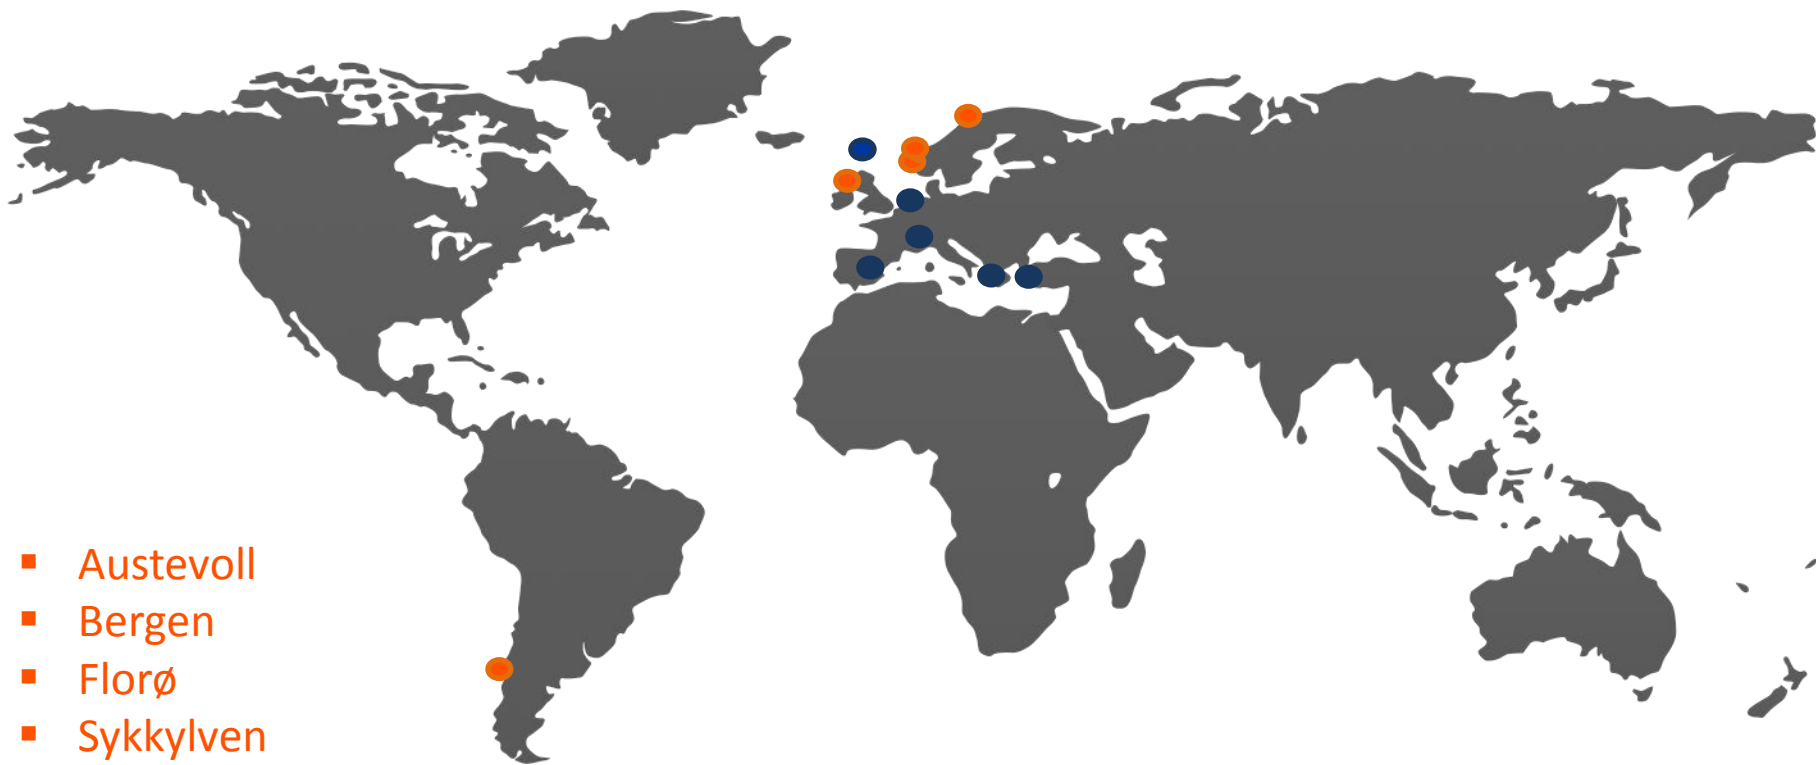 ▪ Austevoll
▪ Bergen
▪ Florø
▪ Sykkylven